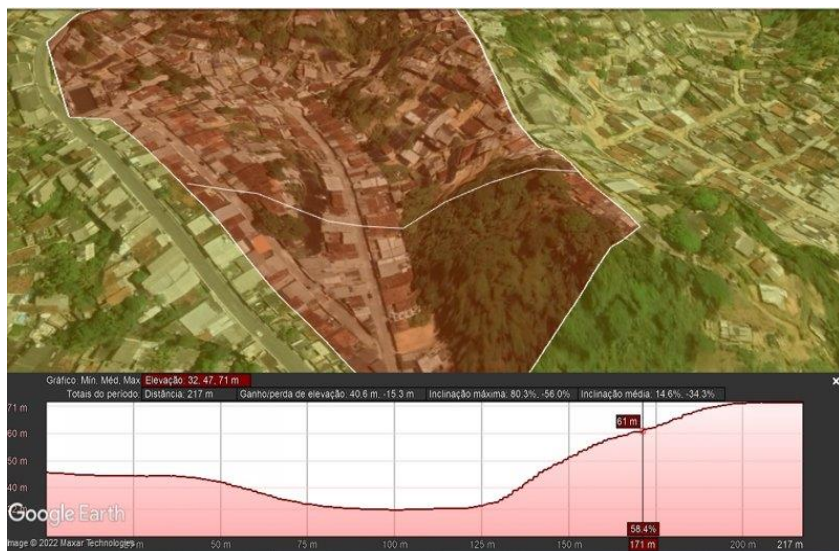 Gráfico: Mín. Méd. Máx Elevação: 32, 47, 71 m
Totais do período: Distância: 217 m Ganho/perda de elevação: 40.6 m, -15.3 m Inclinação máxima: 80.3%, -56.0% Inclinação média: 14.6%, -34.3%
71 m
61 m
60 m
50 m
40 m
Google Earth
58.4%
Image © 2022 Maxar Technologies
50 m 75 m 100 m 125 m 150 m 171 m 200 m 217 m